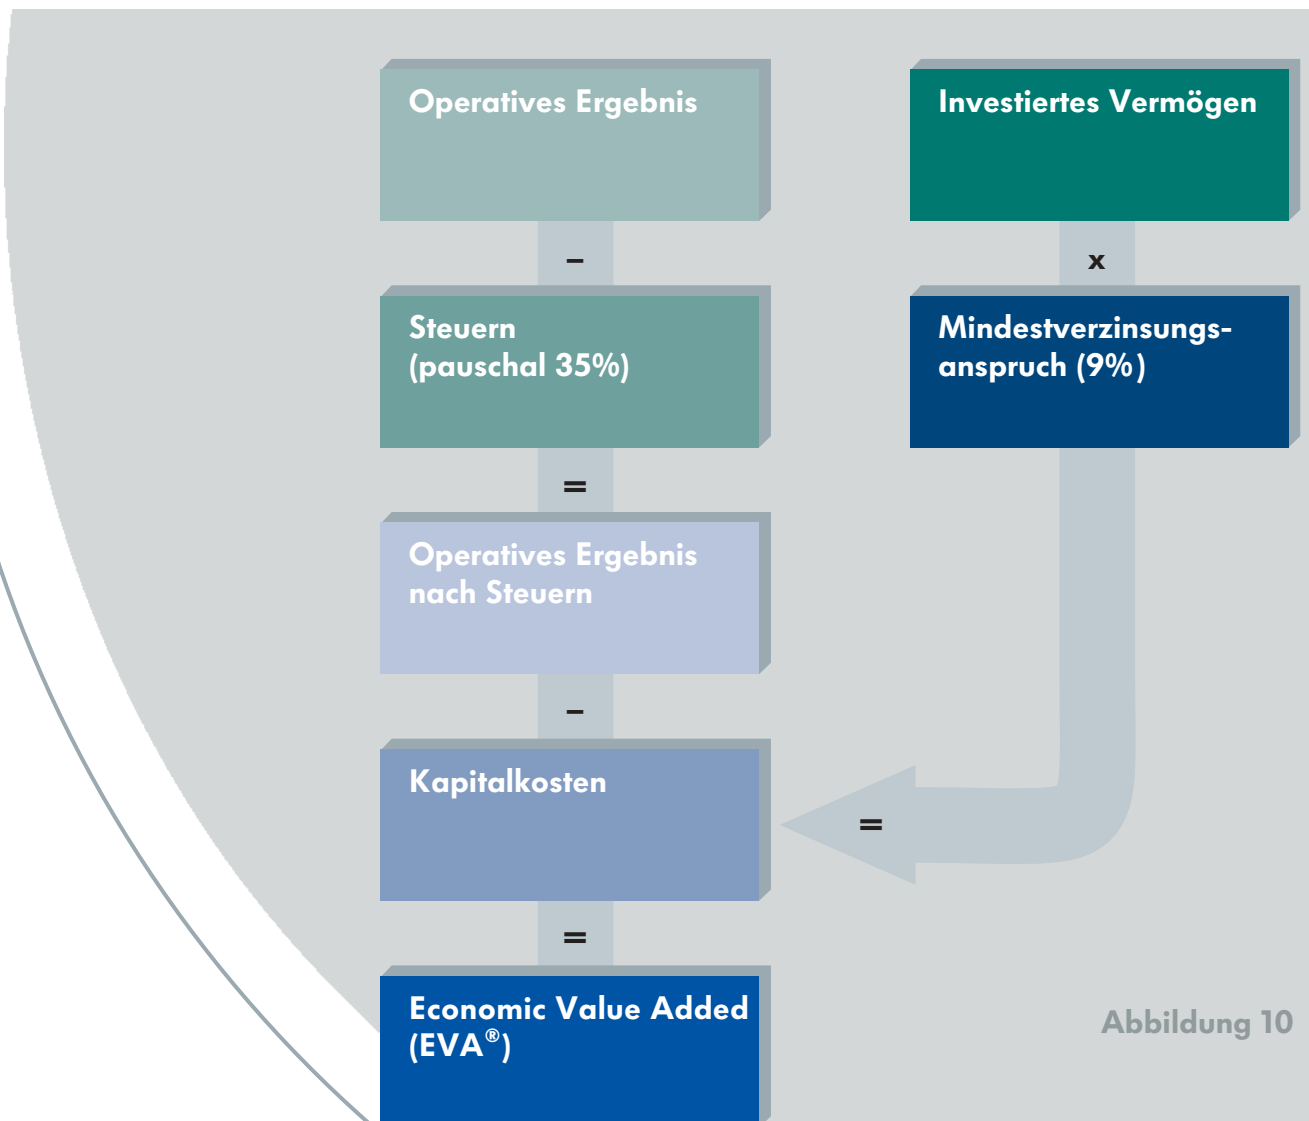 Operatives Ergebnis
–
Steuern
(pauschal 35%)
=
Operatives Ergebnis
nach Steuern
–
Kapitalkosten
=
Economic Value Added
(EVA®)
Investiertes Vermögen
x
Mindestverzinsungs-
anspruch (9%)
=
Abbildung 10